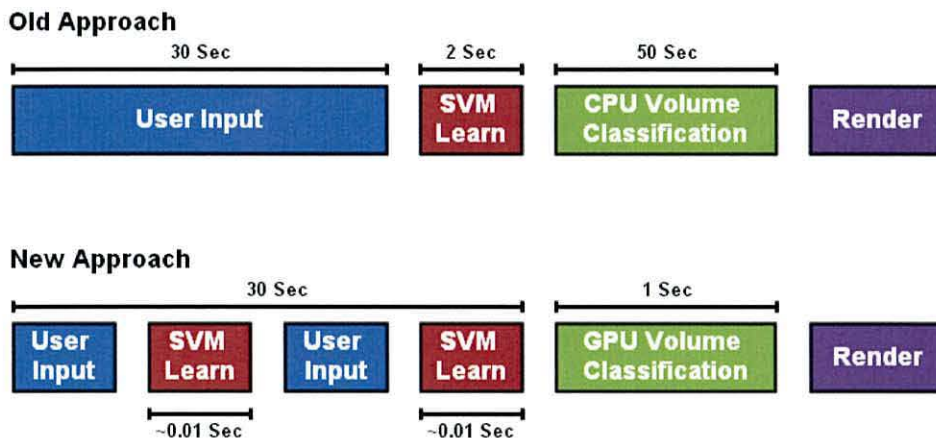 Old Approach
30 Sec
2 Sec
50 Sec
User Input
SVM
Learn
CPU Volume
Classification
Render
New Approach
30 Sec
1 Sec
User
Input
SVM
Learn
User
Input
SVM
Learn
GPU Volume
Classification
Render
~0.01 Sec
~0.01 Sec